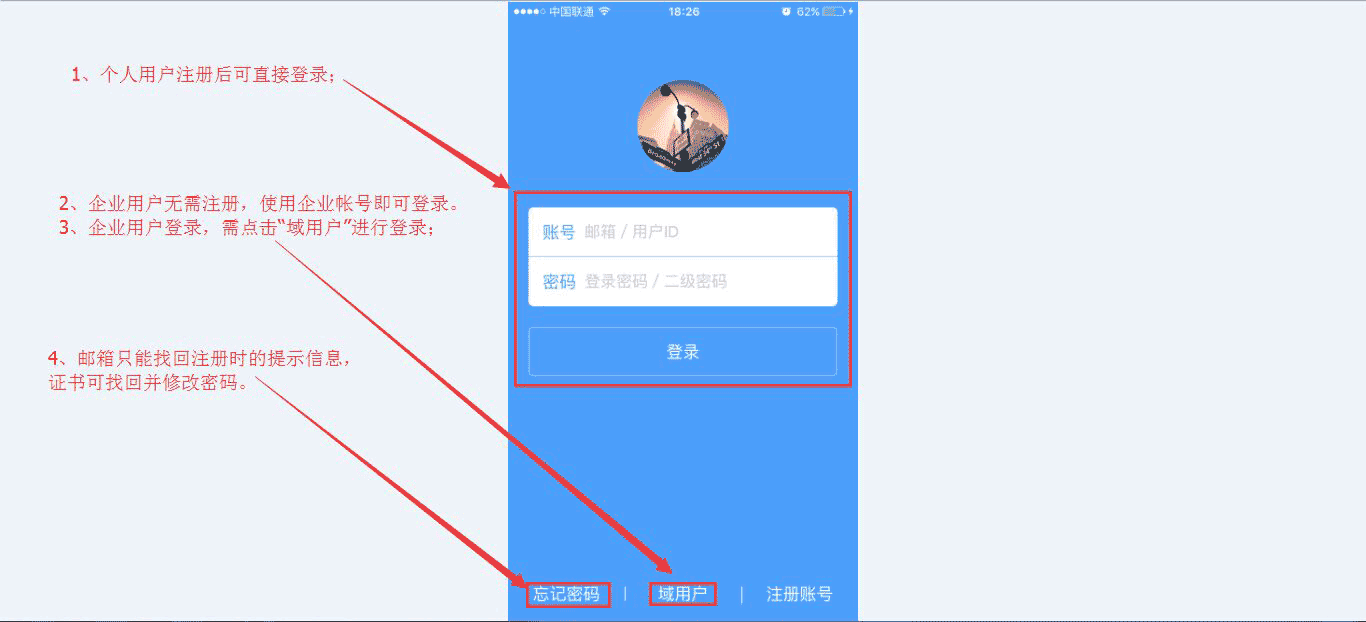 中国联通
18:26
62%
1、个人用户注册后可直接登录；
2、企业用户无需注册，使用企业帐号即可登录。
3、企业用户登录，需点击“域用户”进行登录；
账号 邮箱 / 用户ID
密码 登录密码 / 二级密码
登录
4、邮箱只能找回注册时的提示信息，
证书可找回并修改密码。
忘记密码 | 域用户 | 注册账号